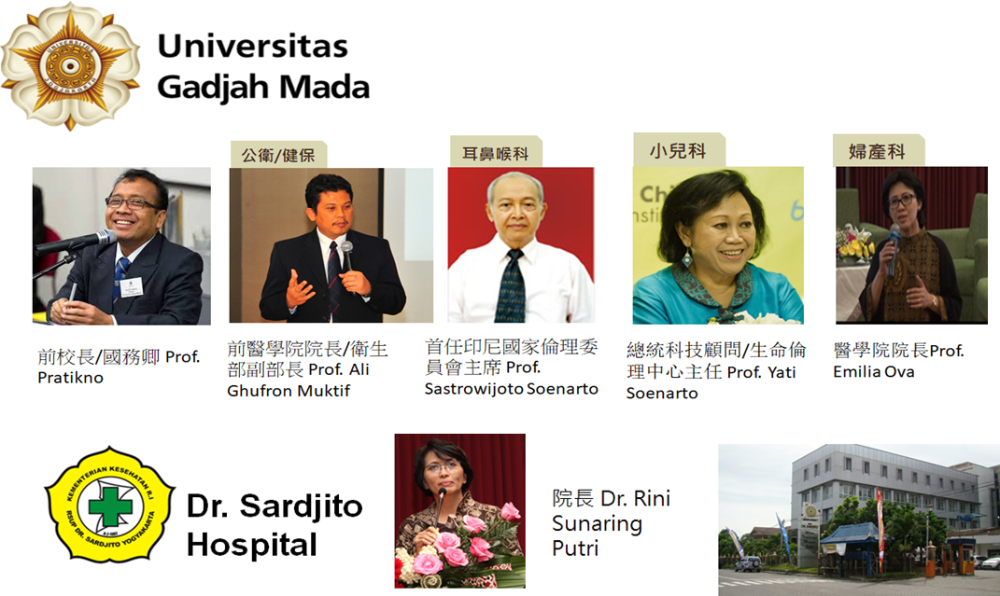 Universitas
Gadjah Mada
公衛/健保
耳鼻喉科
小兒科
婦產科
前校長/國務卿 Prof.
Pratikno
前醫學院院長/衛生
部副部長 Prof. Ali
Ghufron Muktif
首任印尼國家倫理委
員會主席 Prof.
Sastrowijoto Soenarto
總統科技顧問/生命倫
理中心主任 Prof. Yati
Soenarto
醫學院院長Prof.
Emilia Ova
KEMENTERIAN KESEHATAN R.I
RSUP DR. SARDJITO YOGYAKARTA
Dr. Sardjito
Hospital
院長 Dr. Rini
Sunaring
Putri